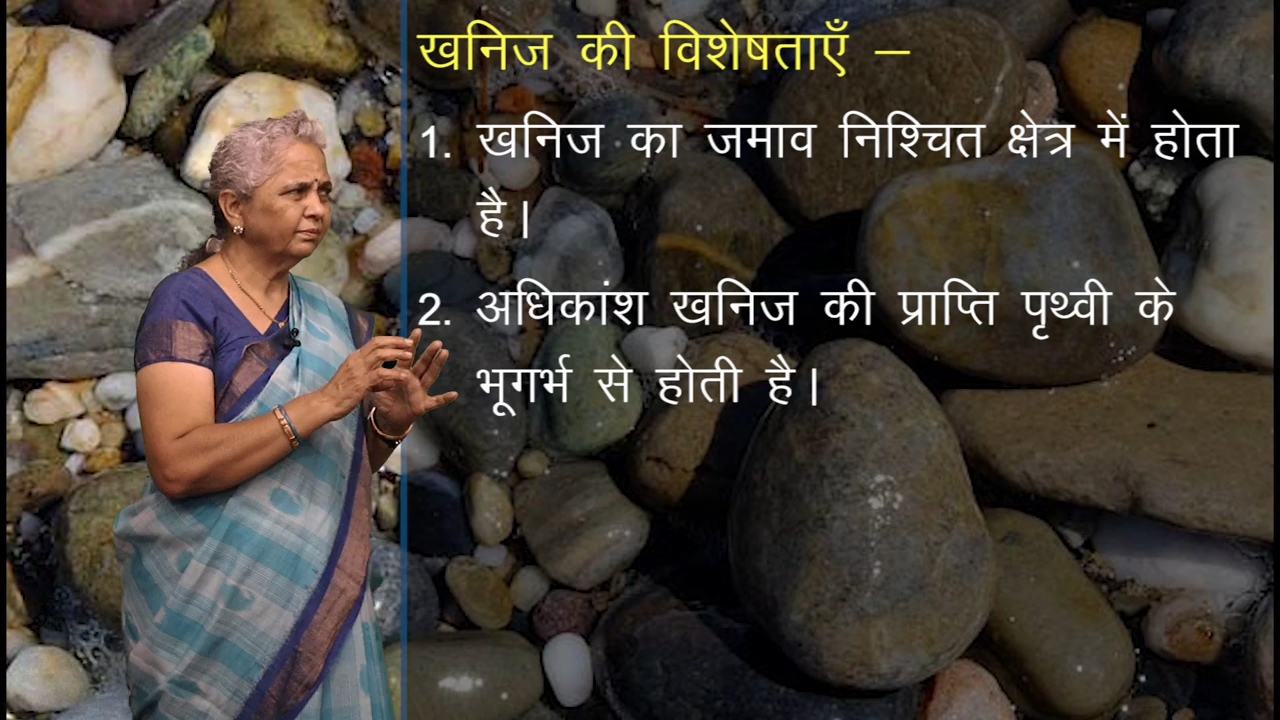 खनिज की विशेषताएँ –
1. खनिज का जमाव निश्चित क्षेत्र में होता
है।
2. अधिकांश खनिज की प्राप्ति पृथ्वी के
भूगर्भ से होती है।